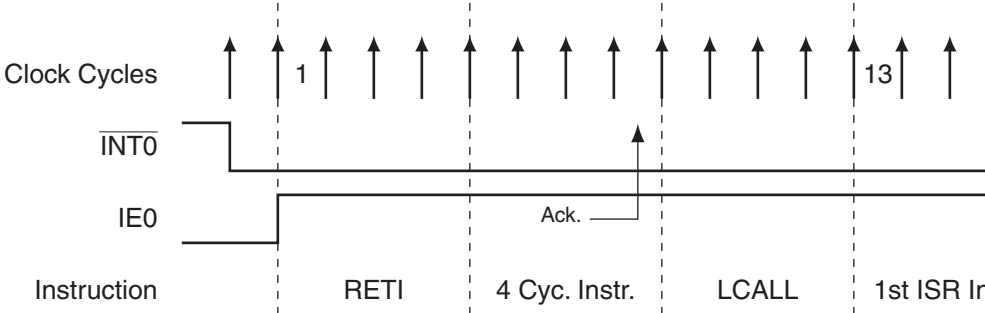 Clock Cycles 1 13
INT0
IE0
Ack.
Instruction RETI 4 Cyc. Instr. LCALL 1st ISR In